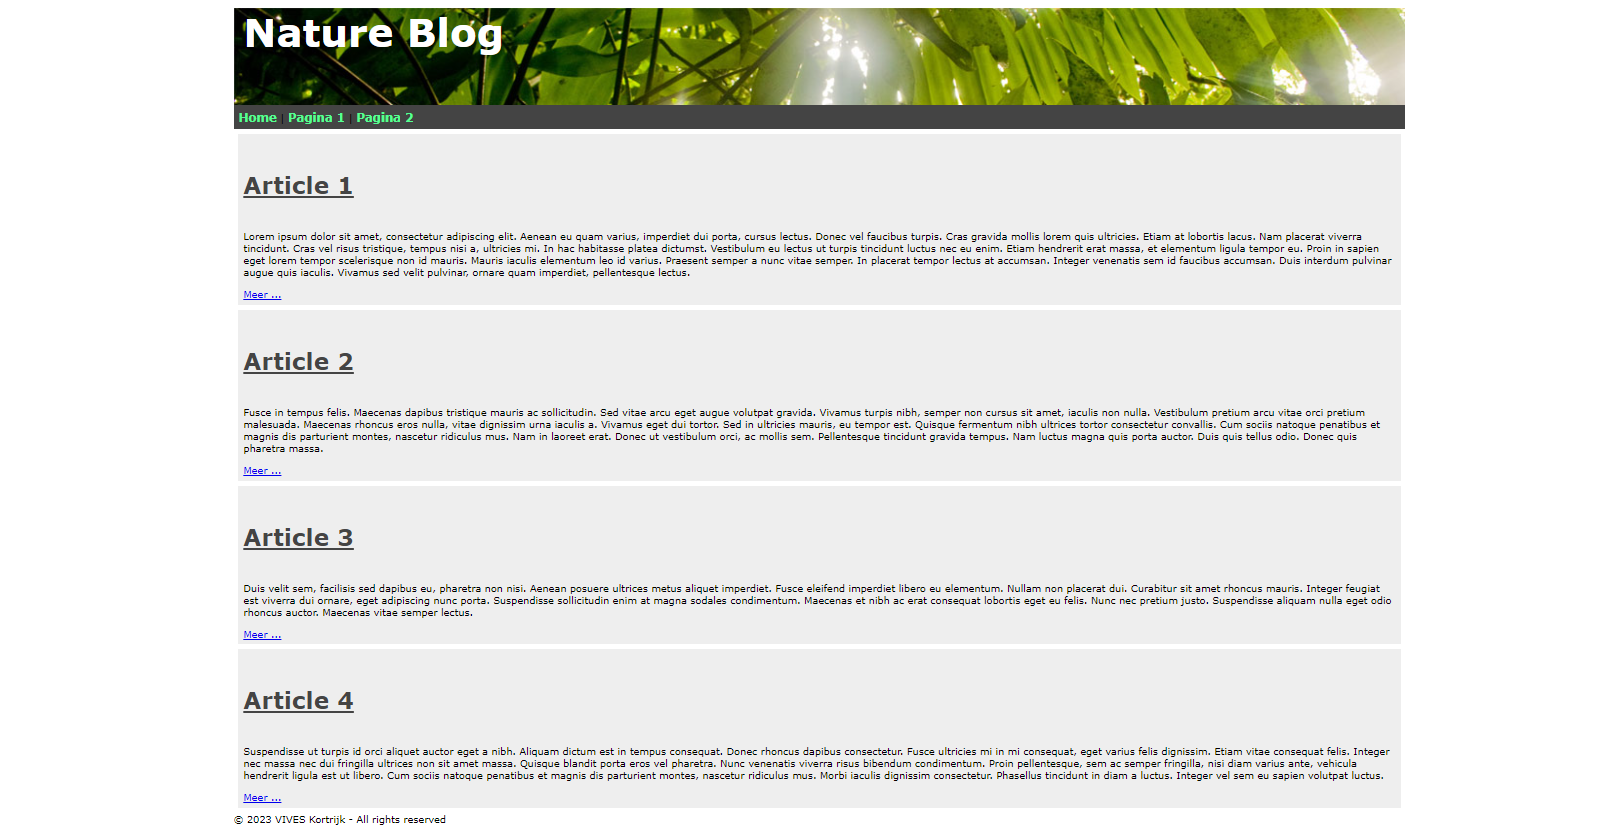 Nature Blog
Home | Pagina 1 | Pagina 2
Article 1
Lorem ipsum dolor sit amet, consectetur adipiscing elit. Aenean eu quam varius, imperdiet dui porta, cursus lectus. Donec vel faucibus turpis. Cras gravida mollis lorem quis ultricies. Etiam at lobortis lacus. Nam placerat viverra
tincidunt. Cras vel risus tristique, tempus nisi a, ultricies mi. In hac habitasse platea dictumst. Vestibulum eu lectus ut turpis tincidunt luctus nec eu enim. Etiam hendrerit erat massa, et elementum ligula tempor eu. Proin in sapien
eget lorem tempor scelerisque non id mauris. Mauris iaculis elementum leo id varius. Praesent semper a nunc vitae semper. In placerat tempor lectus at accumsan. Integer venenatis sem id faucibus accumsan. Duis interdum pulvinar
augue quis iaculis. Vivamus sed velit pulvinar, ornare quam imperdiet, pellentesque lectus.
Meer ...
Article 2
Fusce in tempus felis. Maecenas dapibus tristique mauris ac sollicitudin. Sed vitae arcu eget augue volutpat gravida. Vivamus turpis nibh, semper non cursus sit amet, iaculis non nulla. Vestibulum pretium arcu vitae orci pretium
malesuada. Maecenas rhoncus eros nulla, vitae dignissim urna iaculis a. Vivamus eget dui tortor. Sed in ultricies mauris, eu tempor est. Quisque fermentum nibh ultrices tortor consectetur convallis. Cum sociis natoque penatibus et
magnis dis parturient montes, nascetur ridiculus mus. Nam in laoreet erat. Donec ut vestibulum orci, ac mollis sem. Pellentesque tincidunt gravida tempus. Nam luctus magna quis porta auctor. Duis quis tellus odio. Donec quis
pharetra massa.
Meer ...
Article 3
Duis velit sem, facilisis sed dapibus eu, pharetra non nisi. Aenean posuere ultrices metus aliquet imperdiet. Fusce eleifend imperdiet libero eu elementum. Nullam non placerat dui. Curabitur sit amet rhoncus mauris. Integer feugiat
est viverra dui ornare, eget adipiscing nunc porta. Suspendisse sollicitudin enim at magna sodales condimentum. Maecenas et nibh ac erat consequat lobortis eget eu felis. Nunc nec pretium justo. Suspendisse aliquam nulla eget odio
rhoncus auctor. Maecenas vitae semper lectus.
Meer ...
Article 4
Suspendisse ut turpis id orci aliquet auctor eget a nibh. Aliquam dictum est in tempus consequat. Donec rhoncus dapibus consectetur. Fusce ultricies mi in mi consequat, eget varius felis dignissim. Etiam vitae consequat felis. Integer
nec massa nec dui fringilla ultrices non sit amet massa. Quisque blandit porta eros vel pharetra. Nunc venenatis viverra risus bibendum condimentum. Proin pellentesque, sem ac semper fringilla, nisi diam varius ante, vehicula
hendrerit ligula est ut libero. Cum sociis natoque penatibus et magnis dis parturient montes, nascetur ridiculus mus. Morbi iaculis dignissim consectetur. Phasellus tincidunt in diam a luctus. Integer vel sem eu sapien volutpat luctus.
Meer ...
© 2023 VIVES Kortrijk - All rights reserved